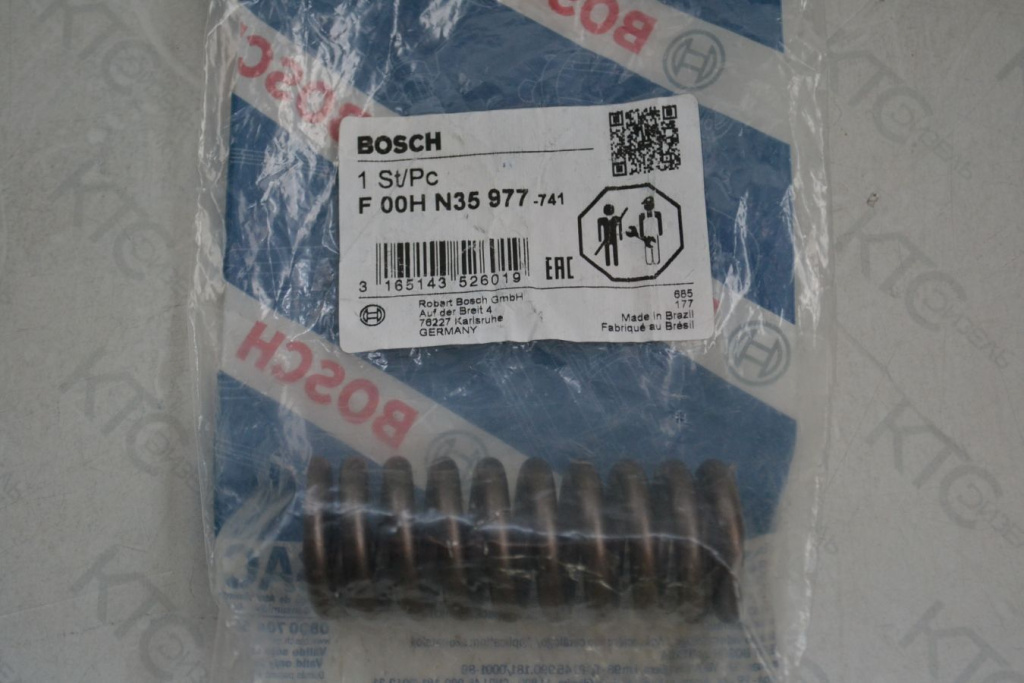 BOSCH
BOSCH
BOSCH
1 St/Pc
F 00H N35 977 -741
3 165143 526019
EAC
Robert Bosch GmbH
Auf der Breit 4
76227 Karlsruhe
GERMANY
665
177
Made in Brazil
Fabriqué au Brésil
BOSCH
KTC